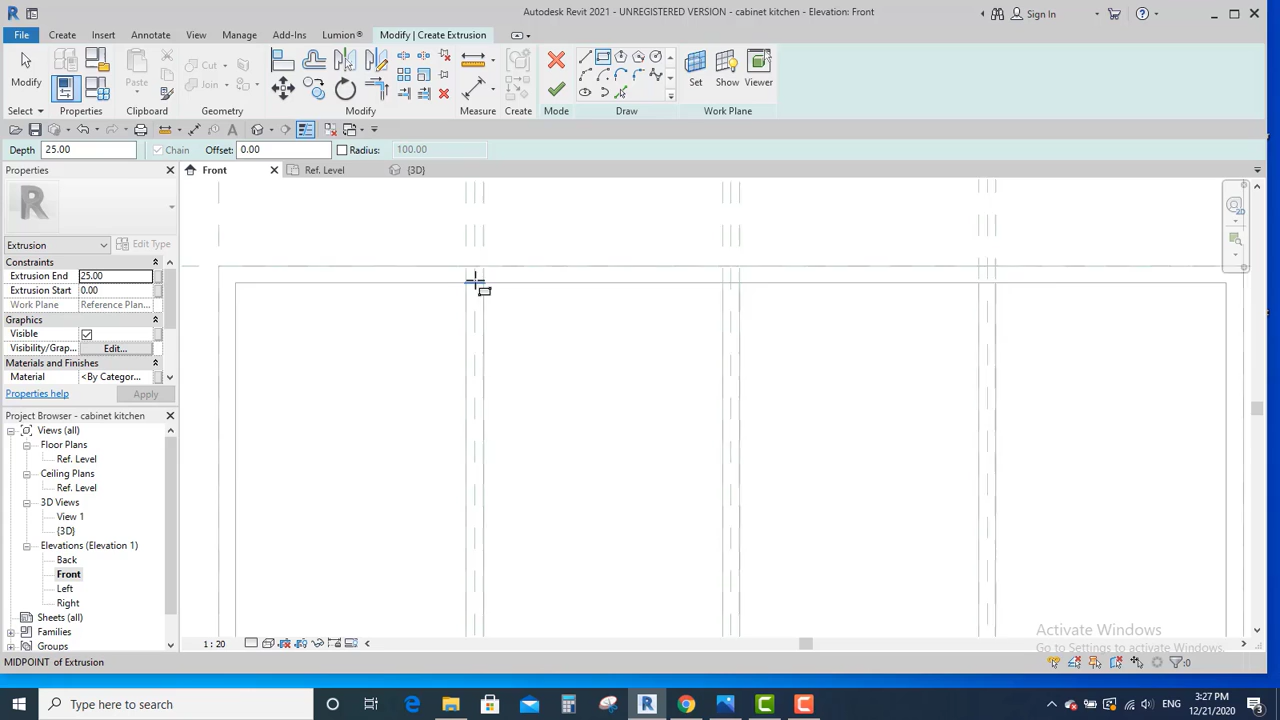 Autodesk Revit 2021 - UNREGISTERED VERSION - cabinet kitchen - Elevation: Front
Sign In
File
Create
Insert
Annotate
View
Manage
Add-Ins
Lumion®
Modify | Create Extrusion
Modify
Paste
Cut
Join
Create
Set
Show
Viewer
Select
Properties
Clipboard
Geometry
Modify
Measure
Create
Mode
Draw
Work Plane
Depth
25.00
Chain
Offset:
0.00
Radius:
100.00
Properties
Front
Ref. Level
{3D}
Extrusion
Edit Type
Constraints
Extrusion End
25.00
Extrusion Start
0.00
Work Plane
Reference Plan...
Graphics
Visible
Visibility/Grap...
Edit...
Materials and Finishes
Material
<By Categor...
Properties help
Apply
Project Browser - cabinet kitchen
Views (all)
Floor Plans
Ref. Level
Ceiling Plans
Ref. Level
3D Views
View 1
{3D}
Elevations (Elevation 1)
Back
Front
Left
Right
Sheets (all)
Families
Groups
1 : 20
Activate Windows
Go to Settings to activate Windows.
MIDPOINT of Extrusion
:0
Type here to search
3:27 PM
12/21/2020